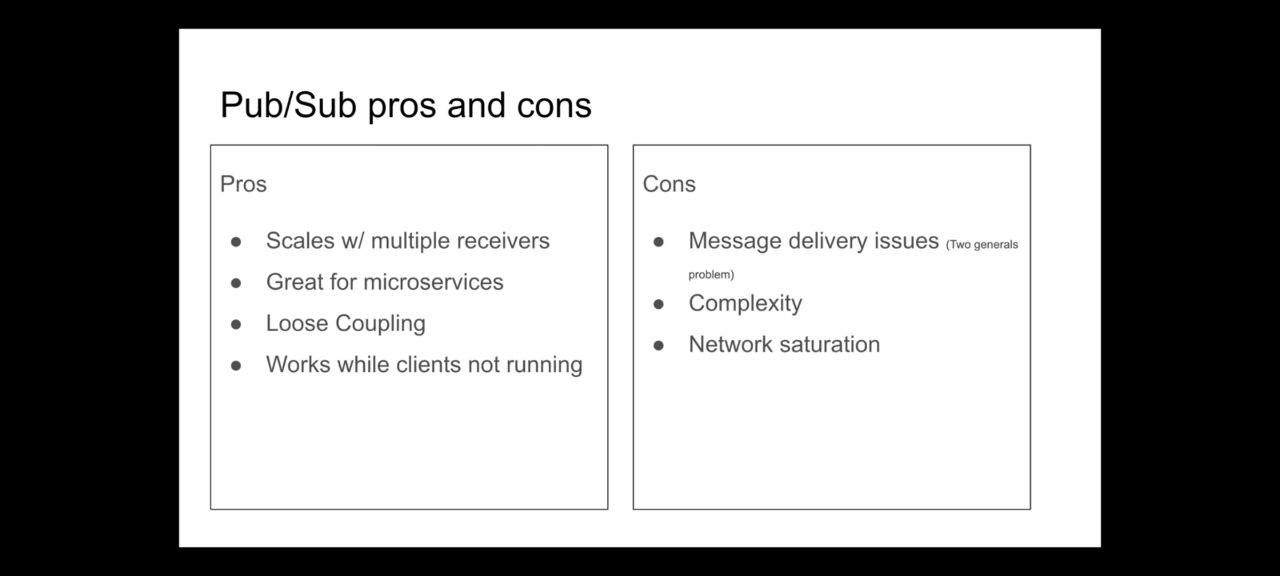 Pub/Sub pros and cons
Pros
● Scales w/ multiple receivers
● Great for microservices
● Loose Coupling
● Works while clients not running
Cons
● Message delivery issues (Two generals
problem)
● Complexity
● Network saturation